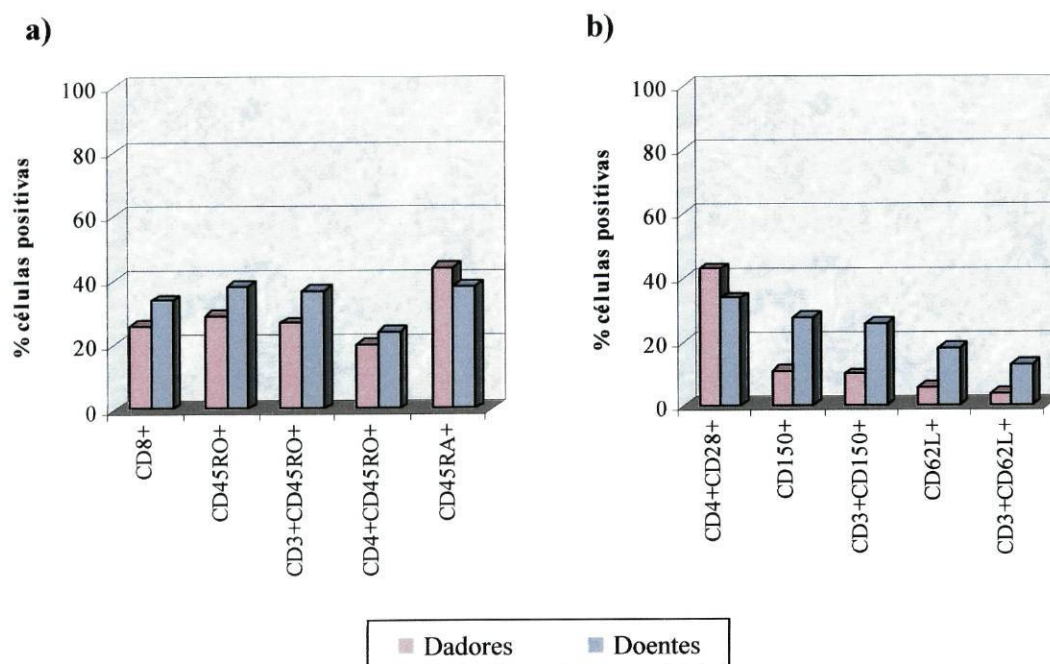 a)
% células positivas
100
80
60
40
20
0
CD8+
CD45RO+
CD3+CD45RO+
CD4+CD45RO+
CD45RA+
b)
% células positivas
100
80
60
40
20
0
CD4+CD28+
CD150+
CD3+CD150+
CD62L+
CD3+CD62L+
Dadores Doentes